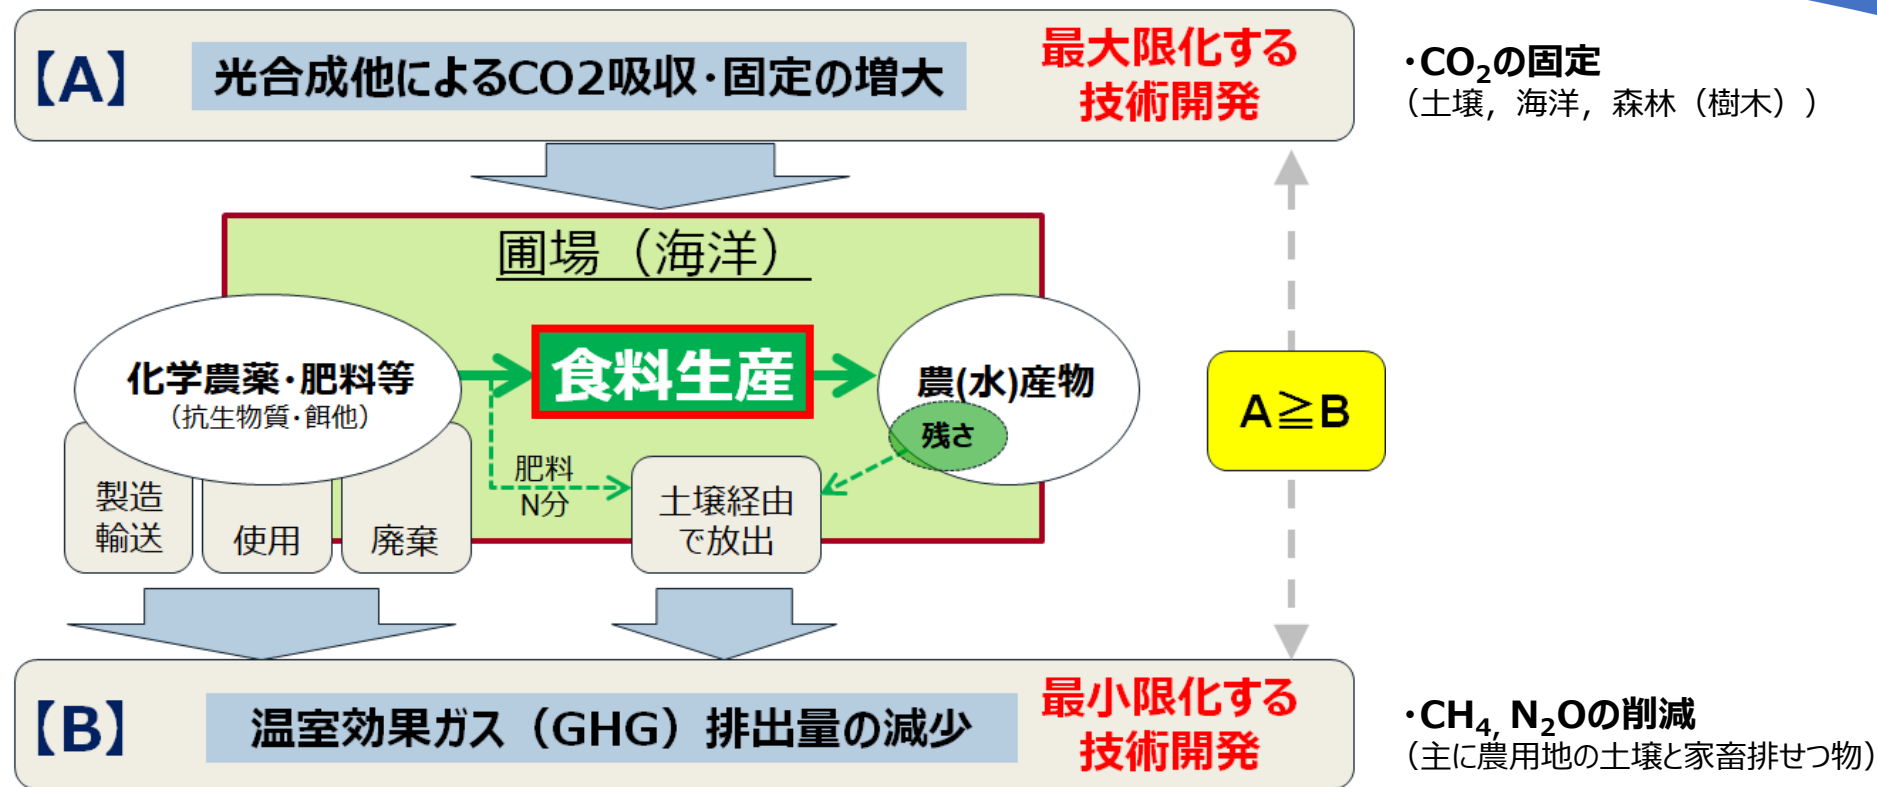 【A】
光合成他によるCO2吸収･固定の増大
最大限化する
技術開発
･CO₂の固定
（土壌，海洋，森林（樹木））
圃場（海洋）
化学農薬･肥料等
（抗生物質･餌他）
食料生産
農(水)産物
残さ
A≧B
肥料
N分
製造
輸送
使用
廃棄
土壌経由
で放出
【B】
温室効果ガス（GHG）排出量の減少
最小限化する
技術開発
･CH₄, N₂Oの削減
（主に農用地の土壌と家畜排せつ物）